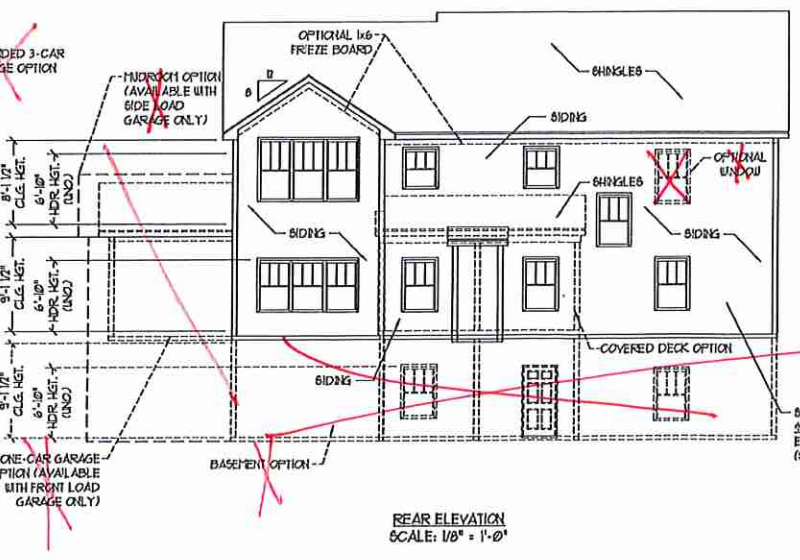 OPTIONAL 1x6
FREEZE BOARD
3-CAR
OPTION
MUDROOM OPTION
(AVAILABLE WITH
SIDE LOAD
GARAGE ONLY)
12
8
SHINGLES
SIDING
OPTIONAL
WINDOW
SHINGLES
8'-1 1/2"
CLG. HGT.
6'-10"
HDR. HGT.
(UNO.)
SIDING
SIDING
9'-1 1/2"
CLG. HGT.
6'-10"
HDR. HGT.
(UNO.)
COVERED DECK OPTION
9'-1 1/2"
CLG. HGT.
6'-10"
HDR. HGT.
(UNO.)
SIDING
ONE-CAR GARAGE
(AVAILABLE
WITH FRONT LOAD
GARAGE ONLY)
BASEMENT OPTION
REAR ELEVATION
SCALE: 1/8" = 1'-0"